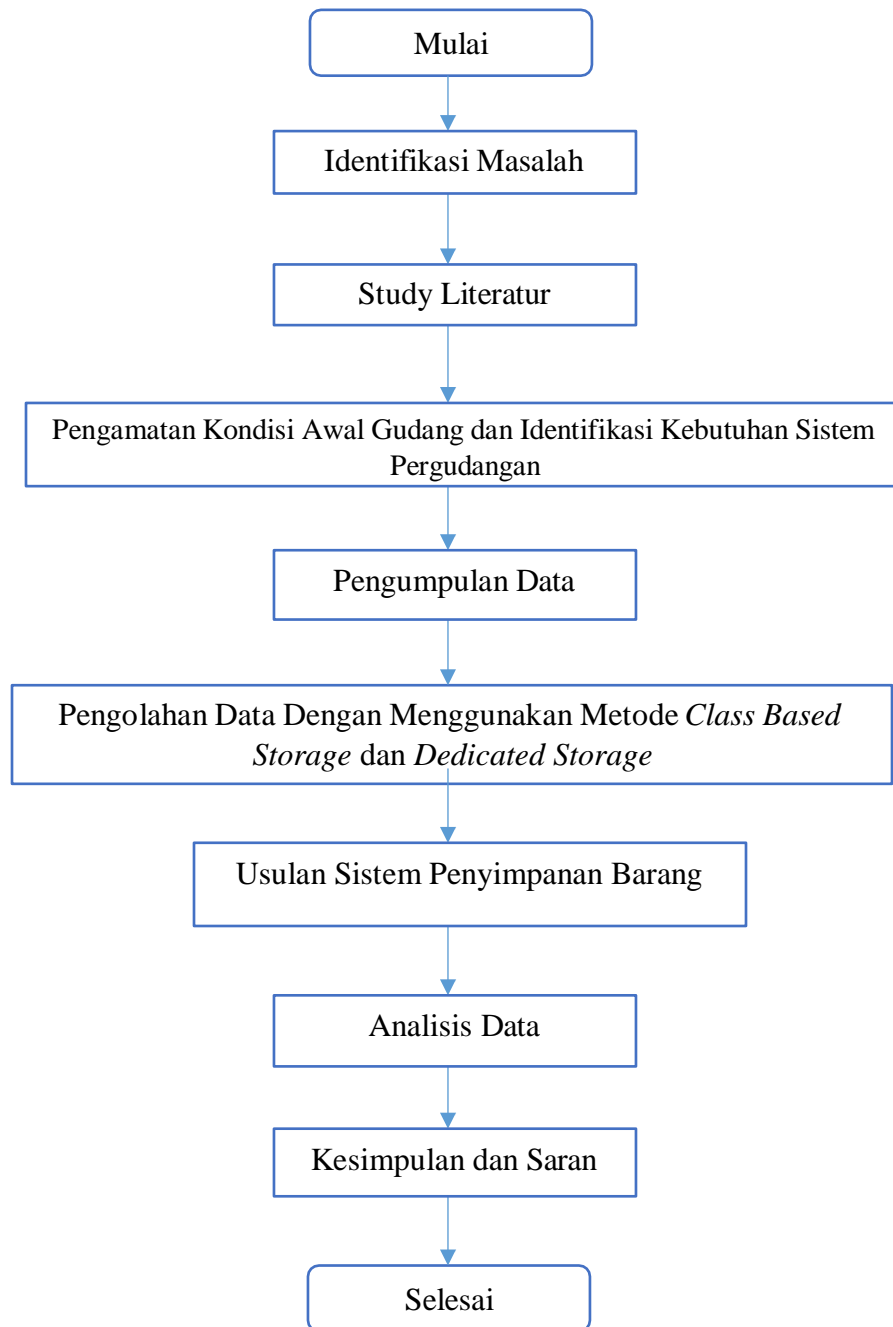 Mulai
Identifikasi Masalah
Study Literatur
Pengamatan Kondisi Awal Gudang dan Identifikasi Kebutuhan Sistem
Pergudangan
Pengumpulan Data
Pengolahan Data Dengan Menggunakan Metode Class Based
Storage dan Dedicated Storage
Usulan Sistem Penyimpanan Barang
Analisis Data
Kesimpulan dan Saran
Selesai